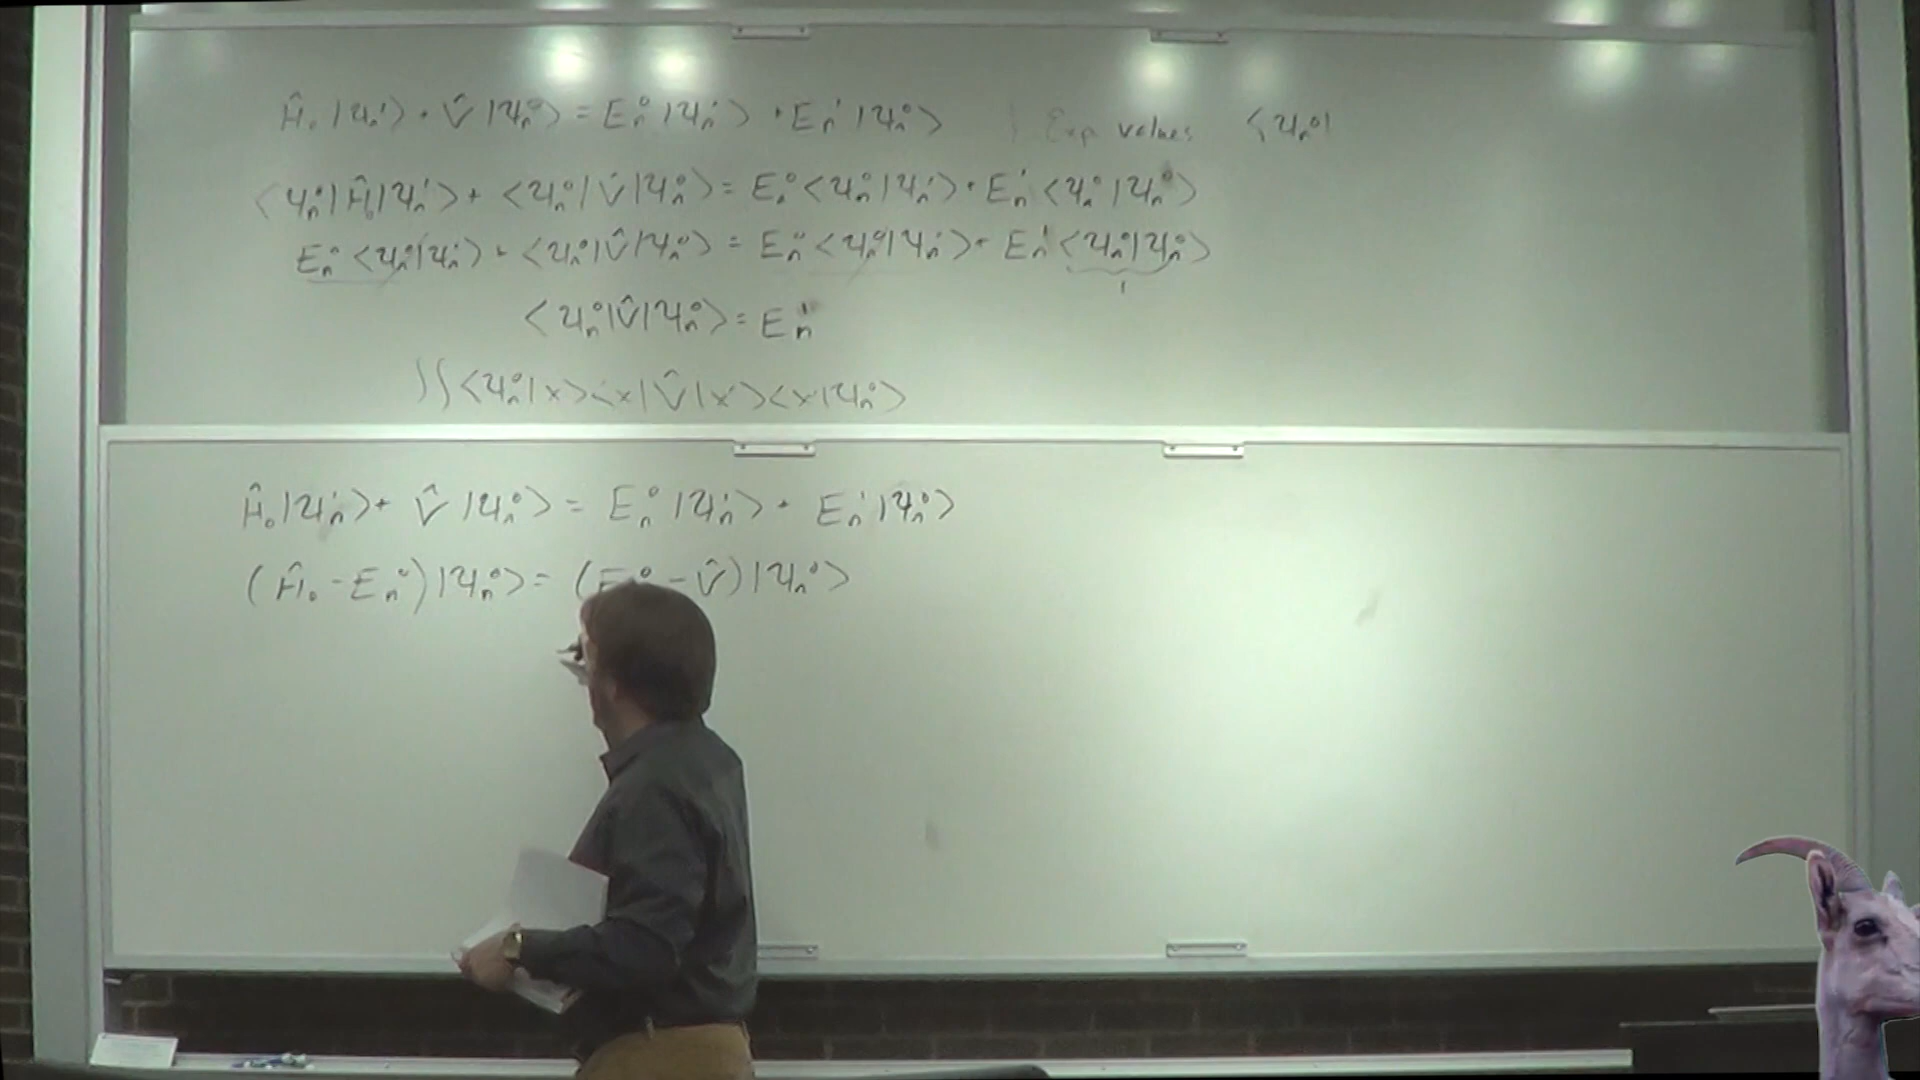 Ĥ₀|Ψₙ¹⟩ + V̂|Ψₙ⁰⟩ = Eₙ⁰|Ψₙ¹⟩ + Eₙ¹|Ψₙ⁰⟩ Exp values ⟨Ψₙ⁰|
⟨Ψₙ⁰|Ĥ₀|Ψₙ¹⟩ + ⟨Ψₙ⁰|V̂|Ψₙ⁰⟩ = Eₙ⁰⟨Ψₙ⁰|Ψₙ¹⟩ + Eₙ¹⟨Ψₙ⁰|Ψₙ⁰⟩
Eₙ⁰⟨Ψₙ⁰|Ψₙ¹⟩ + ⟨Ψₙ⁰|V̂|Ψₙ⁰⟩ = Eₙ⁰⟨Ψₙ⁰|Ψₙ¹⟩ + Eₙ¹⟨Ψₙ⁰|Ψₙ⁰⟩
1
⟨Ψₙ⁰|V̂|Ψₙ⁰⟩ = Eₙ¹
∫∫⟨Ψₙ⁰|x⟩⟨x|V̂|x'⟩⟨x'|Ψₙ⁰⟩
Ĥ₀|Ψₙ¹⟩ + V̂|Ψₙ⁰⟩ = Eₙ⁰|Ψₙ¹⟩ + Eₙ¹|Ψₙ⁰⟩
(Ĥ₀ - Eₙ⁰)|Ψₙ⁰⟩ = (E ⁰ - V̂)|Ψₙ⁰⟩